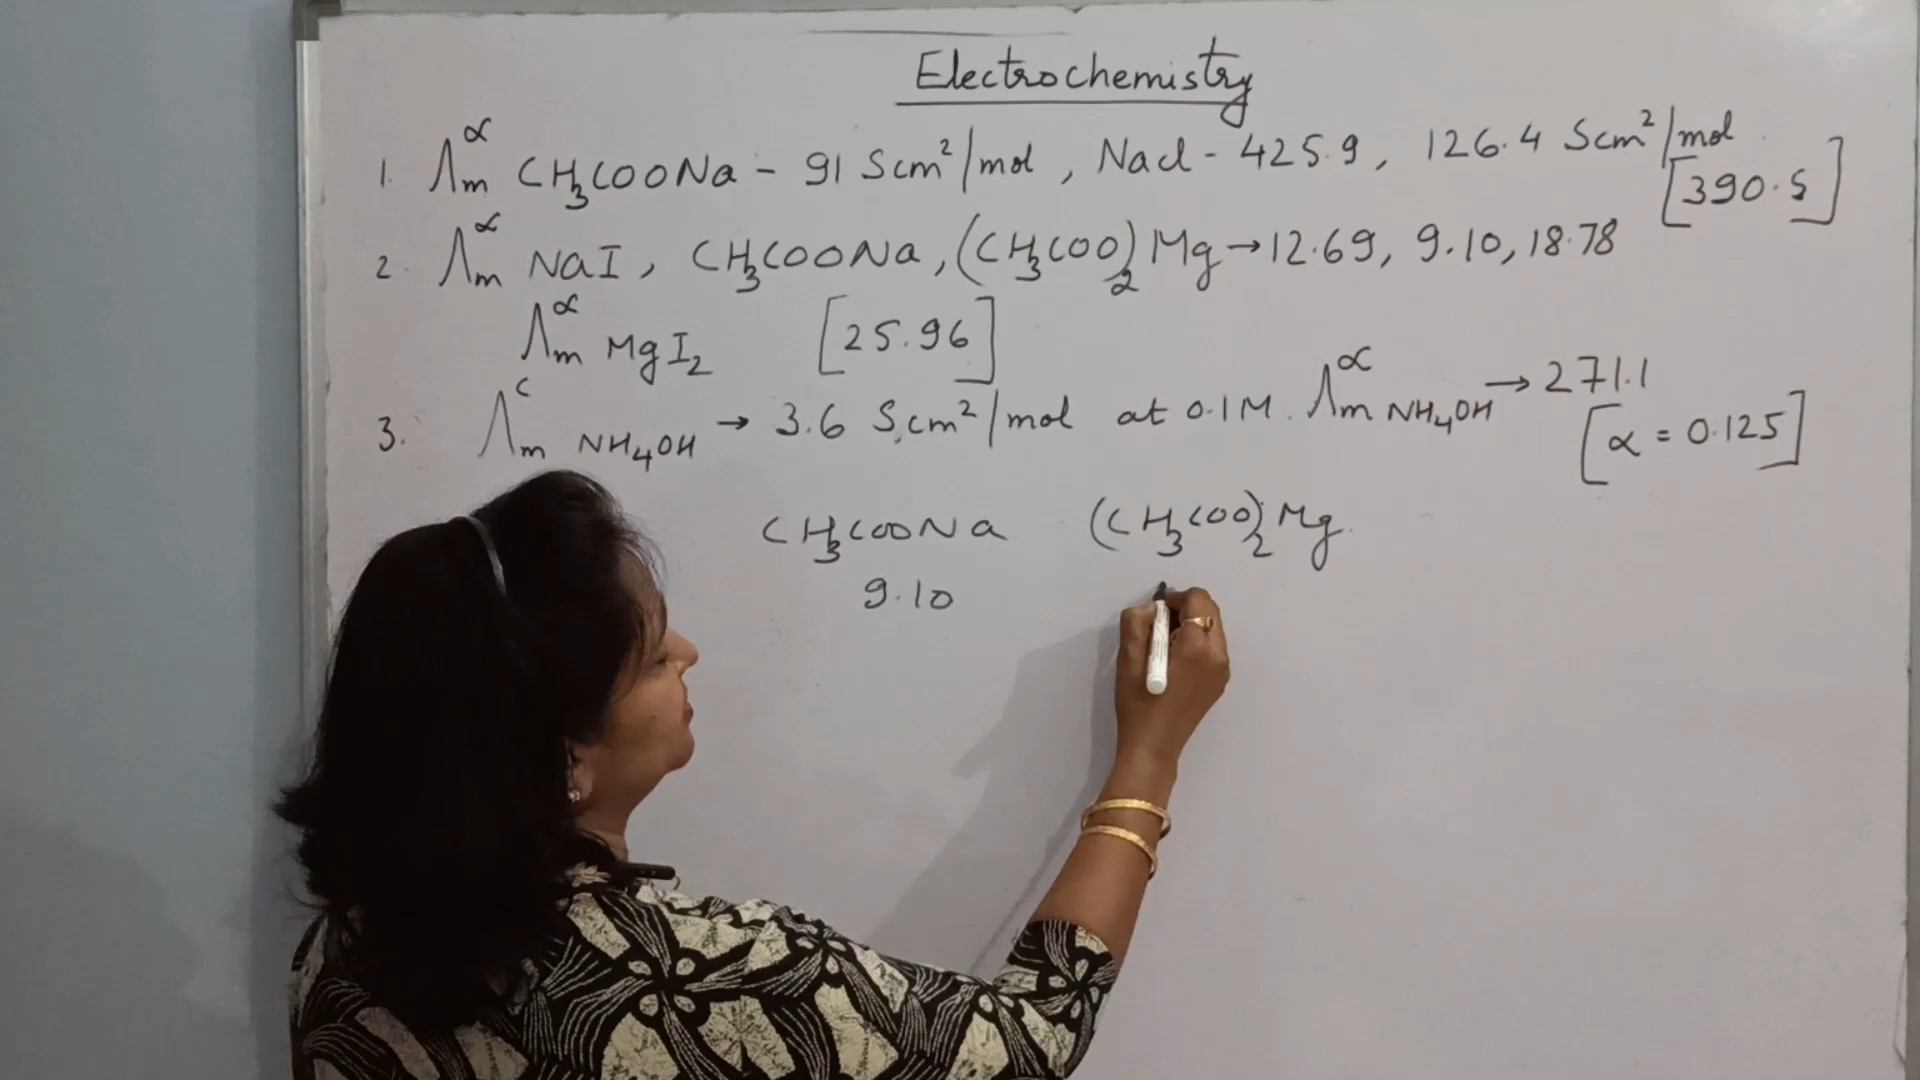 Electrochemistry
1. Λm^∝ CH3COONa - 91 Scm²/mol, Nacl - 425.9, 126.4 Scm²/mol
[390.5]
2. Λm^∝ NaI, CH3COONa, (CH3COO)2Mg → 12.69, 9.10, 18.78
Λm^∝ MgI2 [25.96]
3. Λm^c NH4OH → 3.6 S.cm²/mol at 0.1M. Λm^∝ NH4OH → 271.1
[∝ = 0.125]
CH3COONa (CH3COO)2Mg.
9.10